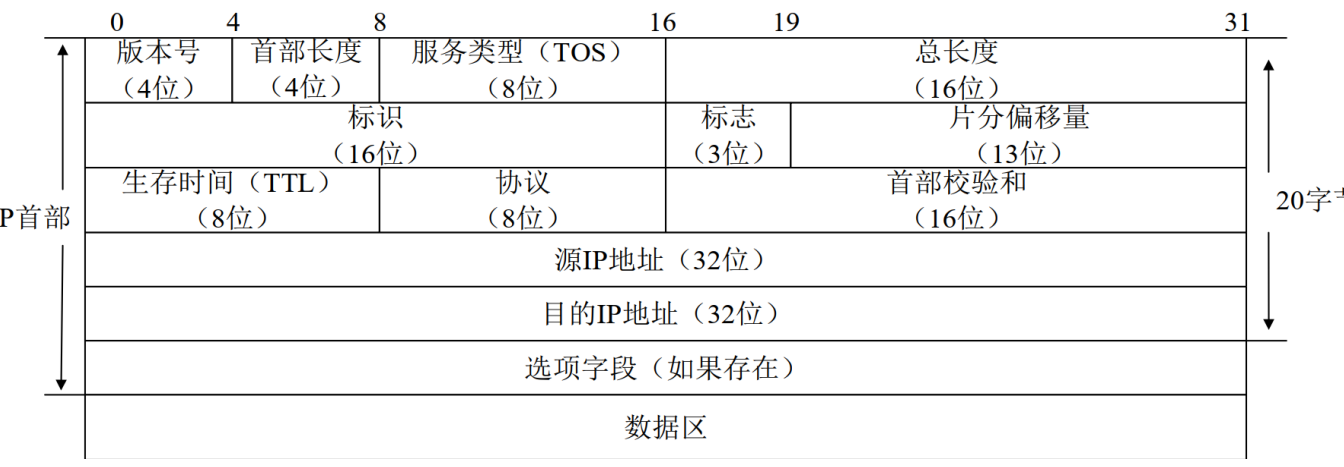 0 4 8 16 19 31
版本号 首部长度 服务类型（TOS） 总长度
（4位） （4位） （8位） （16位）
标识 标志 片分偏移量
（16位） （3位） （13位）
生存时间（TTL） 协议 首部校验和
（8位） （8位） （16位）
P首部
20字节
源IP地址（32位）
目的IP地址（32位）
选项字段（如果存在）
数据区